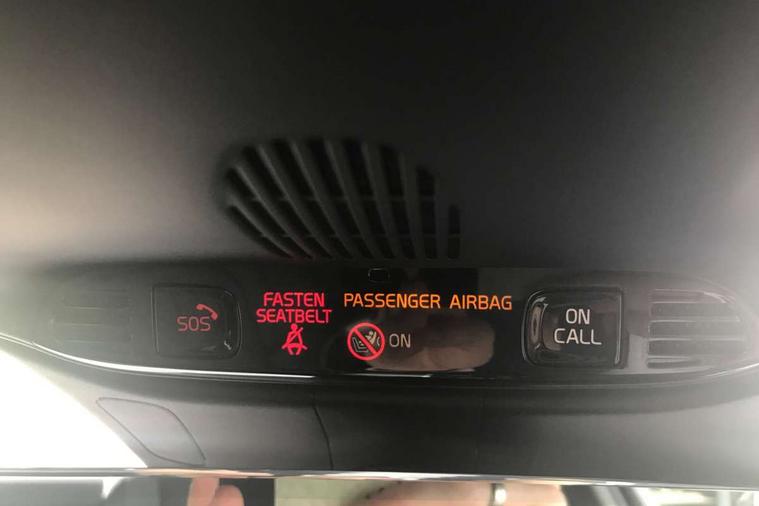 SOS
FASTEN
SEATBELT
PASSENGER AIRBAG
ON
ON
CALL